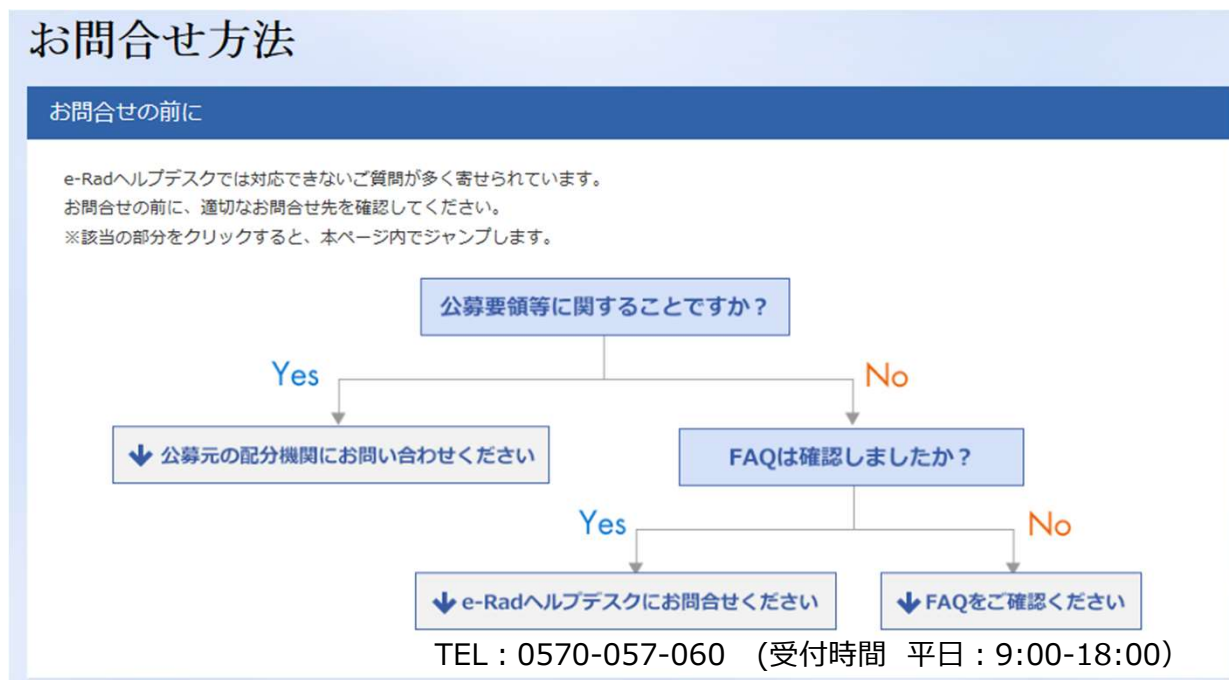 お問合せ方法
お問合せの前に
e-Radヘルプデスクでは対応できないご質問が多く寄せられています。
お問合せの前に、適切なお問合せ先を確認してください。
※該当の部分をクリックすると、本ページ内でジャンプします。
公募要領等に関することですか？
Yes
No
公募元の配分機関にお問い合わせください
FAQは確認しましたか？
Yes
No
e-Radヘルプデスクにお問合せください
FAQをご確認ください
TEL：0570-057-060 (受付時間 平日：9:00-18:00）